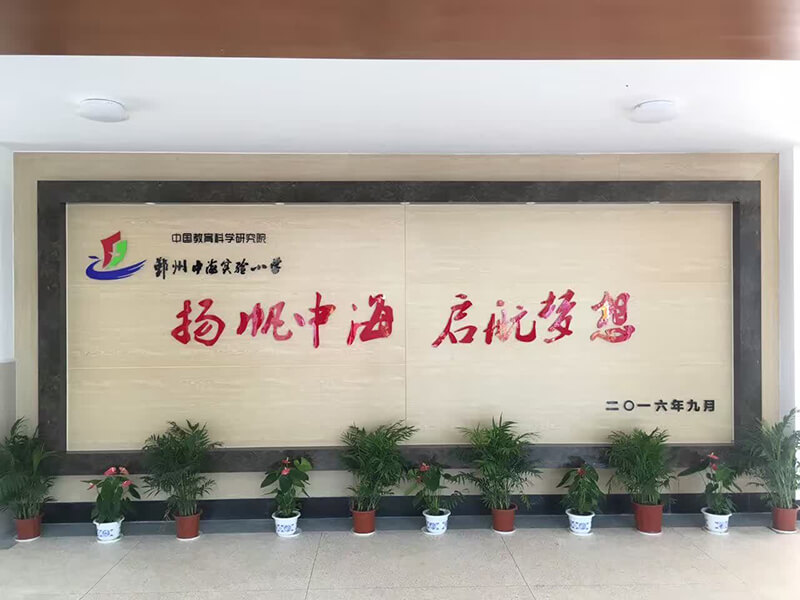 中国教育科学研究院
鄞州中海实验小学
扬帆中海 启航梦想
二〇一六年九月